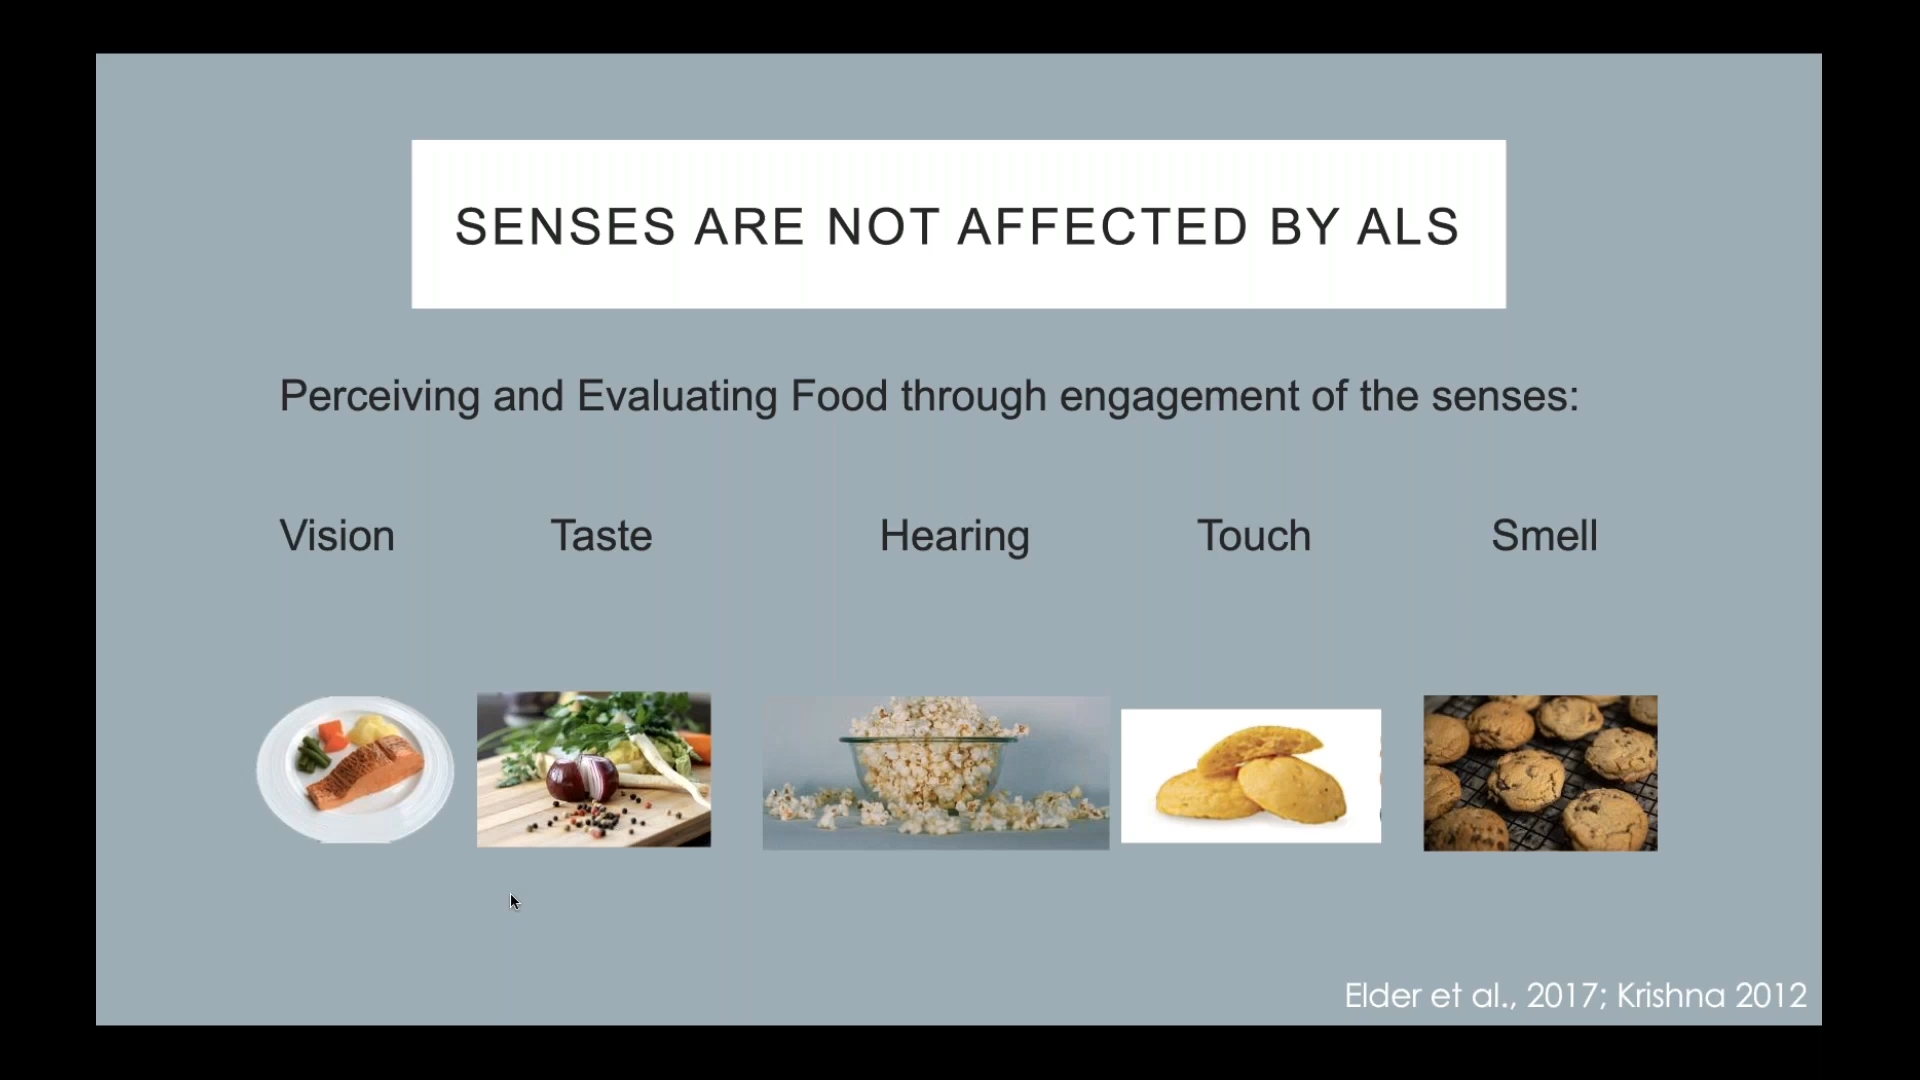 SENSES ARE NOT AFFECTED BY ALS
Perceiving and Evaluating Food through engagement of the senses:
Vision Taste Hearing Touch Smell
Elder et al., 2017; Krishna 2012